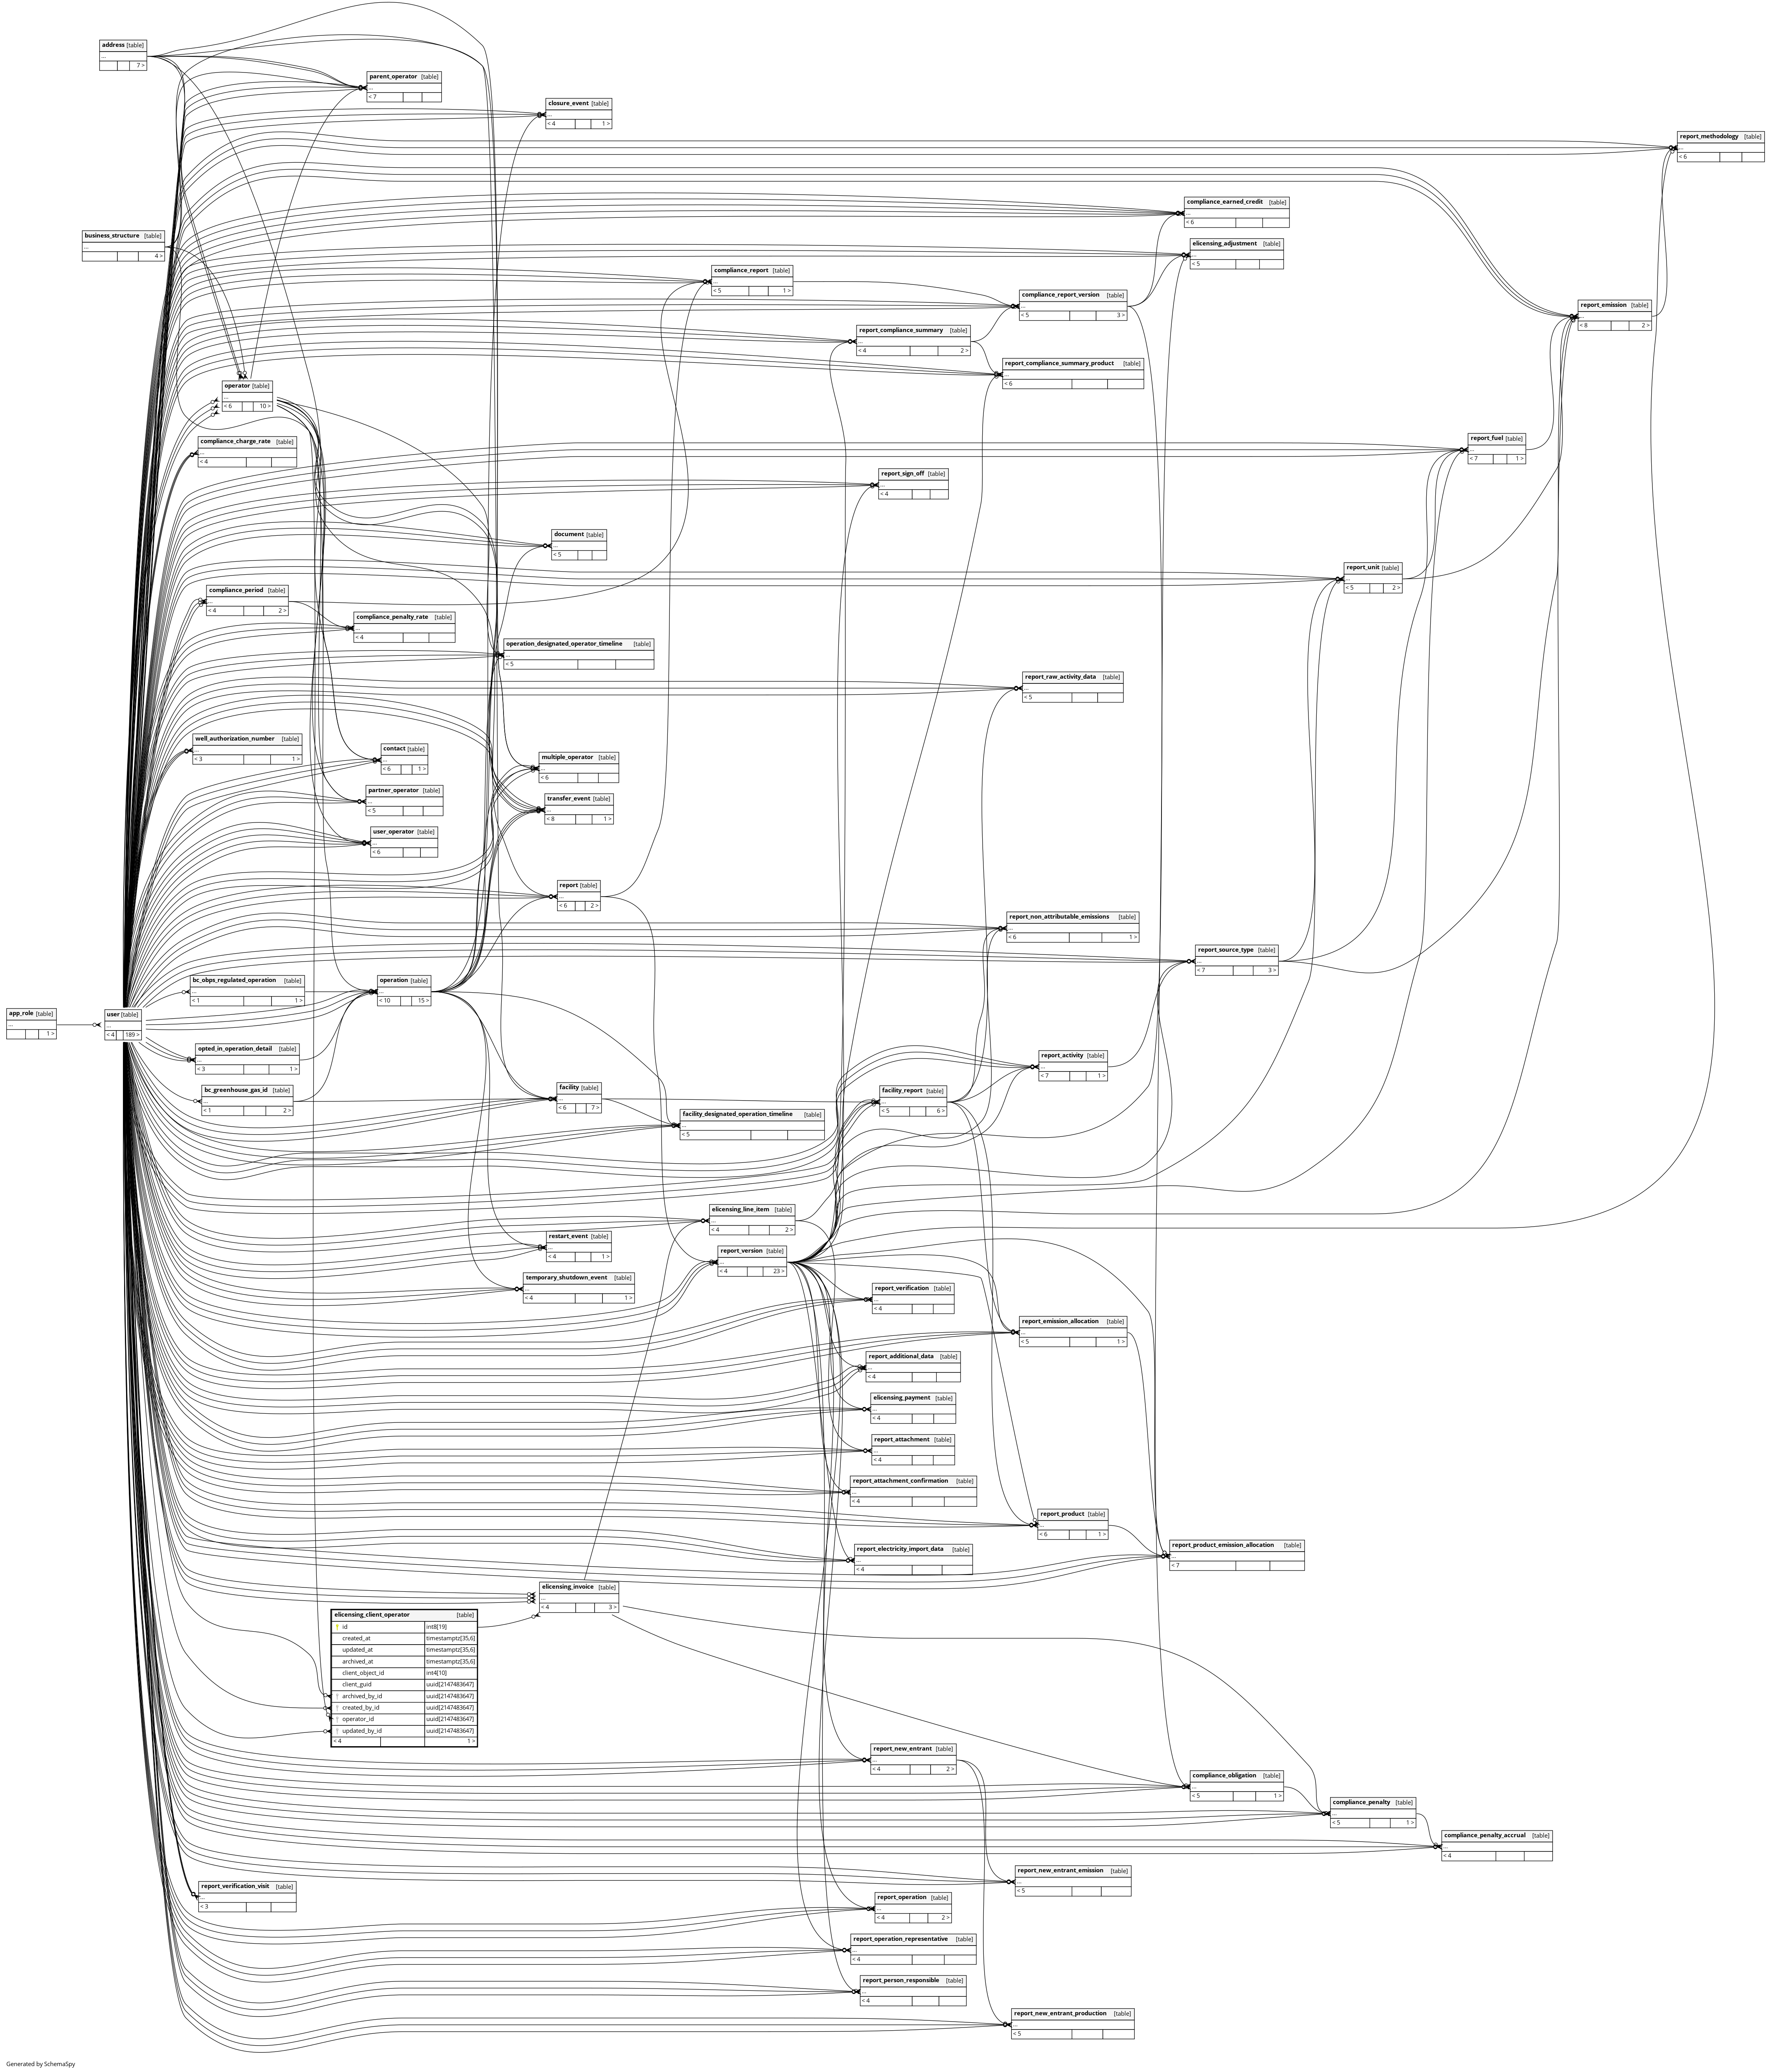 address [table]
...
7 >
parent_operator [table]
...
< 7
closure_event [table]
...
< 4 1 >
report_methodology [table]
...
< 6
compliance_earned_credit [table]
...
< 6
business_structure [table]
...
4 >
elicensing_adjustment [table]
...
< 5
compliance_report [table]
...
< 5 1 >
compliance_report_version [table]
...
< 5 3 >
report_emission [table]
...
< 8 2 >
report_compliance_summary [table]
...
< 4 2 >
report_compliance_summary_product [table]
...
< 6
operator [table]
...
< 6 10 >
compliance_charge_rate [table]
...
< 4
report_fuel [table]
...
< 7 1 >
report_sign_off [table]
...
< 4
document [table]
...
< 5
report_unit [table]
...
< 5 2 >
compliance_period [table]
...
< 4 2 >
compliance_penalty_rate [table]
...
< 4
operation_designated_operator_timeline [table]
...
< 5
report_raw_activity_data [table]
...
< 5
well_authorization_number [table]
...
< 3 1 >
contact [table]
...
< 6 1 >
multiple_operator [table]
...
< 6
partner_operator [table]
...
< 5
transfer_event [table]
...
< 8 1 >
user_operator [table]
...
< 6
report [table]
...
< 6 2 >
report_non_attributable_emissions [table]
...
< 6 1 >
report_source_type [table]
...
< 7 3 >
bc_obps_regulated_operation [table]
...
< 1 1 >
operation [table]
...
< 10 15 >
app_role [table]
...
1 >
user [table]
...
< 4 189 >
opted_in_operation_detail [table]
...
< 3 1 >
report_activity [table]
...
< 7 1 >
bc_greenhouse_gas_id [table]
...
< 1 2 >
facility [table]
...
< 6 7 >
facility_report [table]
...
< 5 6 >
facility_designated_operation_timeline [table]
...
< 5
elicensing_line_item [table]
...
< 4 2 >
restart_event [table]
...
< 4 1 >
report_version [table]
...
< 4 23 >
temporary_shutdown_event [table]
...
< 4 1 >
report_verification [table]
...
< 4
report_emission_allocation [table]
...
< 5 1 >
report_additional_data [table]
...
< 4
elicensing_payment [table]
...
< 4
report_attachment [table]
...
< 4
report_attachment_confirmation [table]
...
< 4
report_product [table]
...
< 6 1 >
report_electricity_import_data [table]
...
< 4
report_product_emission_allocation [table]
...
< 7
elicensing_invoice [table]
...
< 4 3 >
elicensing_client_operator [table]
id int8[19]
created_at timestamptz[35,6]
updated_at timestamptz[35,6]
archived_at timestamptz[35,6]
client_object_id int4[10]
client_guid uuid[2147483647]
archived_by_id uuid[2147483647]
created_by_id uuid[2147483647]
operator_id uuid[2147483647]
updated_by_id uuid[2147483647]
< 4 1 >
report_new_entrant [table]
...
< 4 2 >
compliance_obligation [table]
...
< 5 1 >
compliance_penalty [table]
...
< 5 1 >
compliance_penalty_accrual [table]
...
< 4
report_new_entrant_emission [table]
...
< 5
report_verification_visit [table]
...
< 3
report_operation [table]
...
< 4 2 >
report_operation_representative [table]
...
< 4
report_person_responsible [table]
...
< 4
report_new_entrant_production [table]
...
< 5
Generated by SchemaSpy